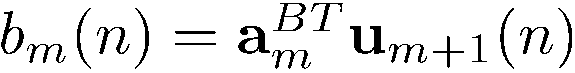 $b_m(n) = \mathbf{a}_m^{BT} \mathbf{u}_{m+1}(n)$